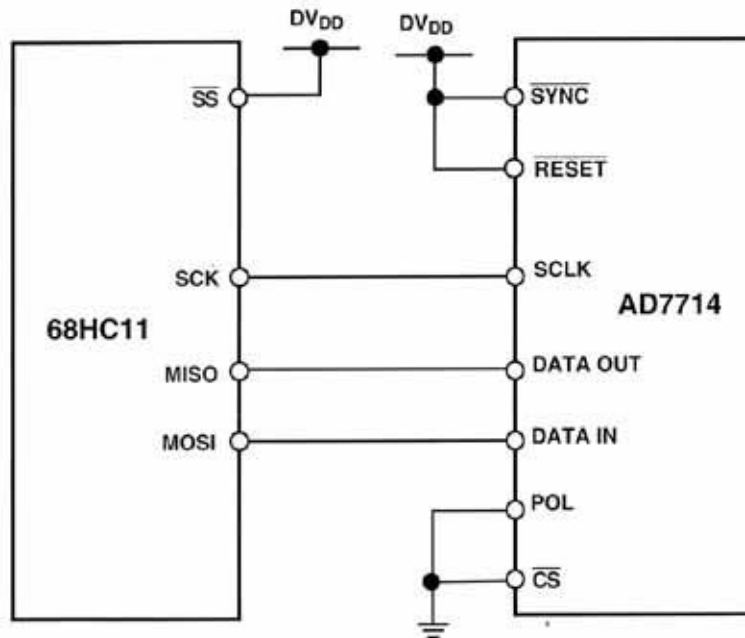 DVDD
DVDD
SS
SYNC
RESET
SCK
SCLK
68HC11
AD7714
MISO
DATA OUT
MOSI
DATA IN
POL
CS